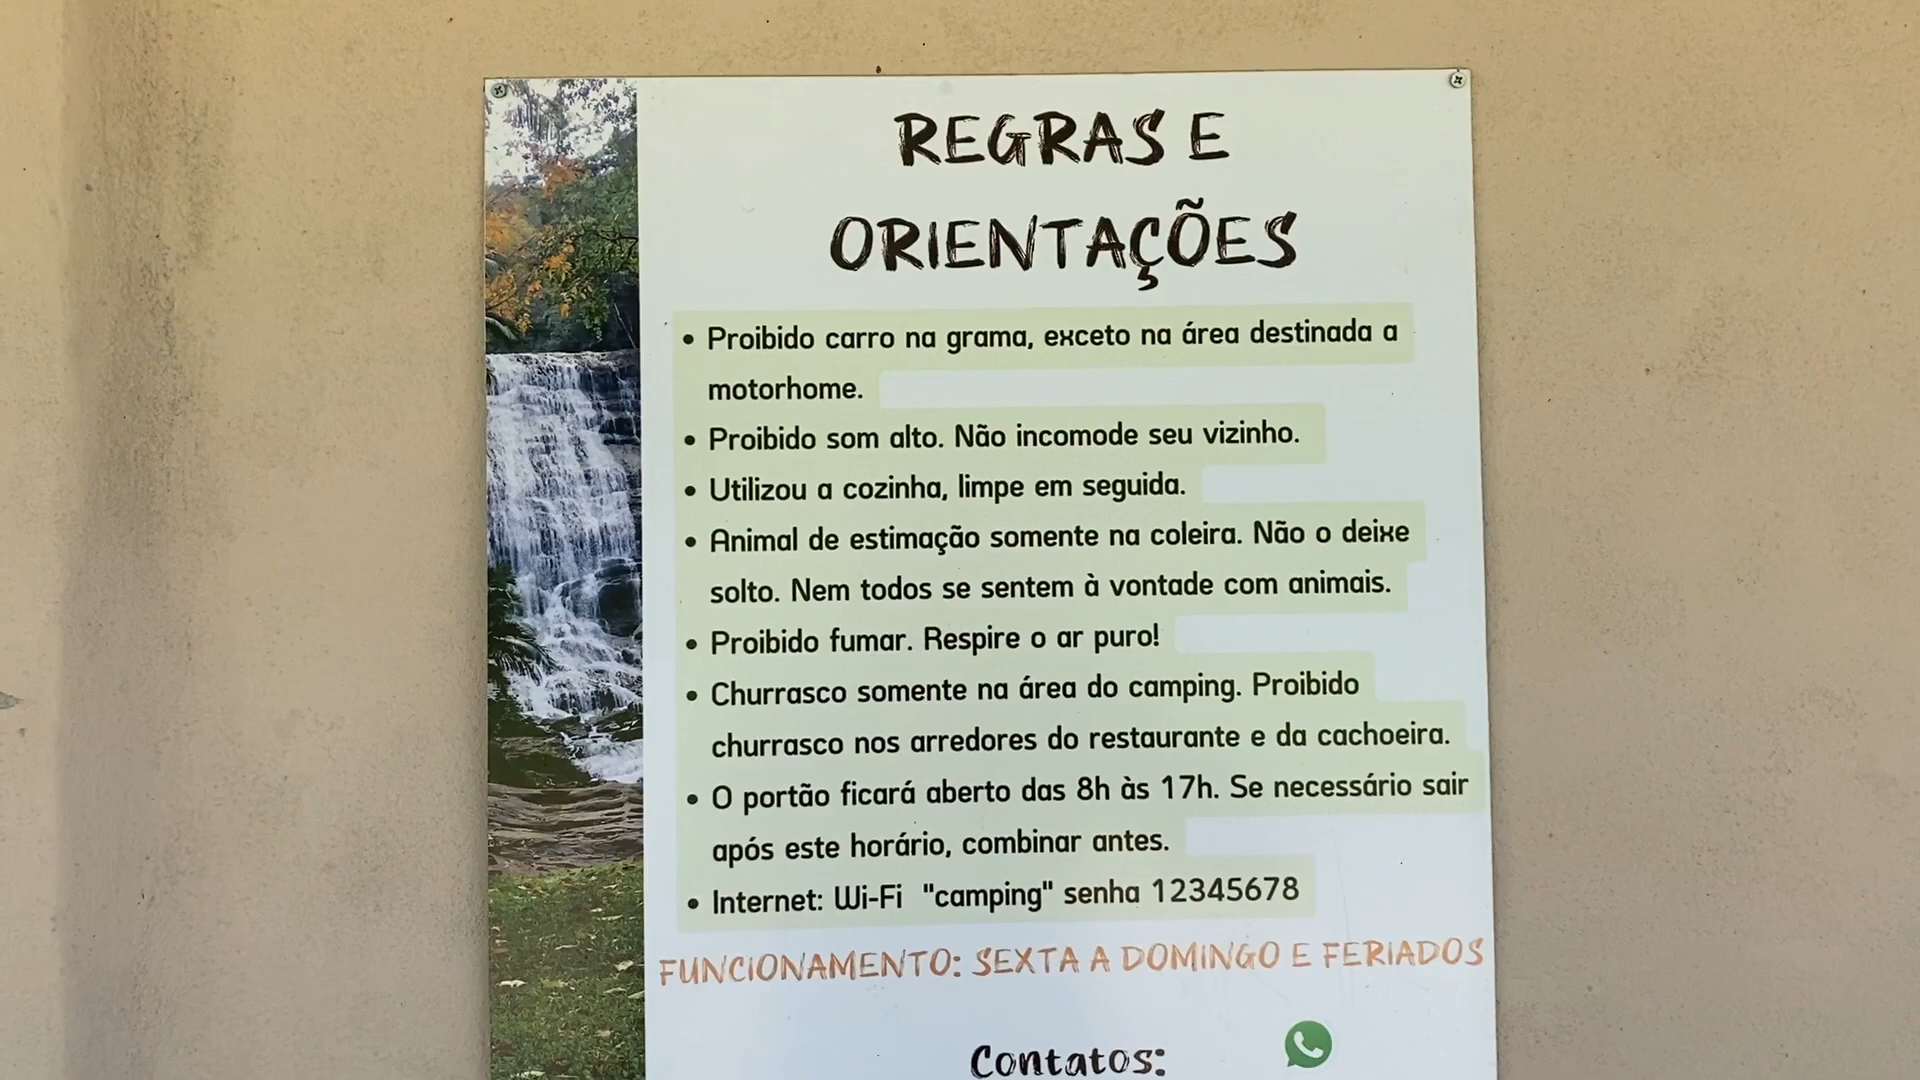 REGRAS E
ORIENTAÇÕES
• Proibido carro na grama, exceto na área destinada a
motorhome.
• Proibido som alto. Não incomode seu vizinho.
• Utilizou a cozinha, limpe em seguida.
• Animal de estimação somente na coleira. Não o deixe
solto. Nem todos se sentem à vontade com animais.
• Proibido fumar. Respire o ar puro!
• Churrasco somente na área do camping. Proibido
churrasco nos arredores do restaurante e da cachoeira.
• O portão ficará aberto das 8h às 17h. Se necessário sair
após este horário, combinar antes.
• Internet: Wi-Fi "camping" senha 12345678
FUNCIONAMENTO: SEXTA A DOMINGO E FERIADOS
Contatos: